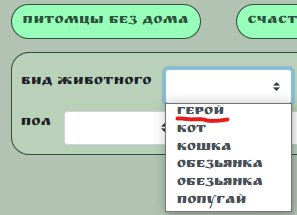 питомцы без дома
счаст
вид животного
герой
кот
пол
кошка
обезьянка
обезьянка
попугай